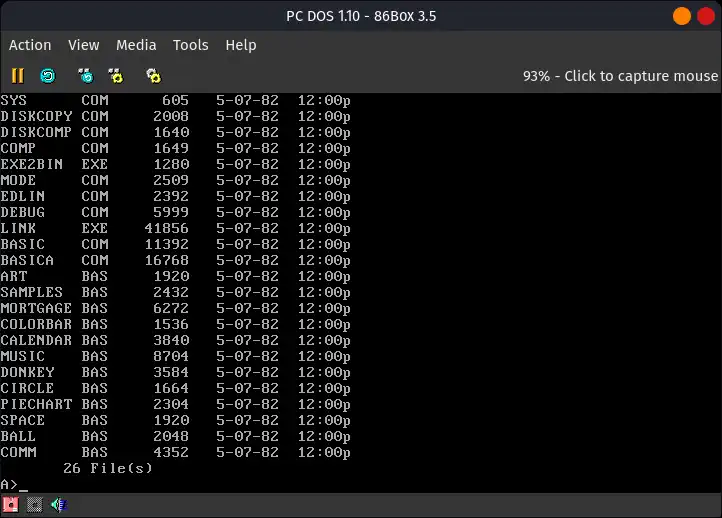 PC DOS 1.10 - 86Box 3.5
Action View Media Tools Help
93% - Click to capture mouse
SYS      COM      605   5-07-82  12:00p
DISKCOPY COM     2008   5-07-82  12:00p
DISKCOMP COM     1640   5-07-82  12:00p
COMP     COM     1649   5-07-82  12:00p
EXE2BIN  EXE     1280   5-07-82  12:00p
MODE     COM     2509   5-07-82  12:00p
EDLIN    COM     2392   5-07-82  12:00p
DEBUG    COM     5999   5-07-82  12:00p
LINK     EXE    41856   5-07-82  12:00p
BASIC    COM    11392   5-07-82  12:00p
BASICA   COM    16768   5-07-82  12:00p
ART      BAS     1920   5-07-82  12:00p
SAMPLES  BAS     2432   5-07-82  12:00p
MORTGAGE BAS     6272   5-07-82  12:00p
COLORBAR BAS     1536   5-07-82  12:00p
CALENDAR BAS     3840   5-07-82  12:00p
MUSIC    BAS     8704   5-07-82  12:00p
DONKEY   BAS     3584   5-07-82  12:00p
CIRCLE   BAS     1664   5-07-82  12:00p
PIECHART BAS     2304   5-07-82  12:00p
SPACE    BAS     1920   5-07-82  12:00p
BALL     BAS     2048   5-07-82  12:00p
COMM     BAS     4352   5-07-82  12:00p
26 File(s)
A>_